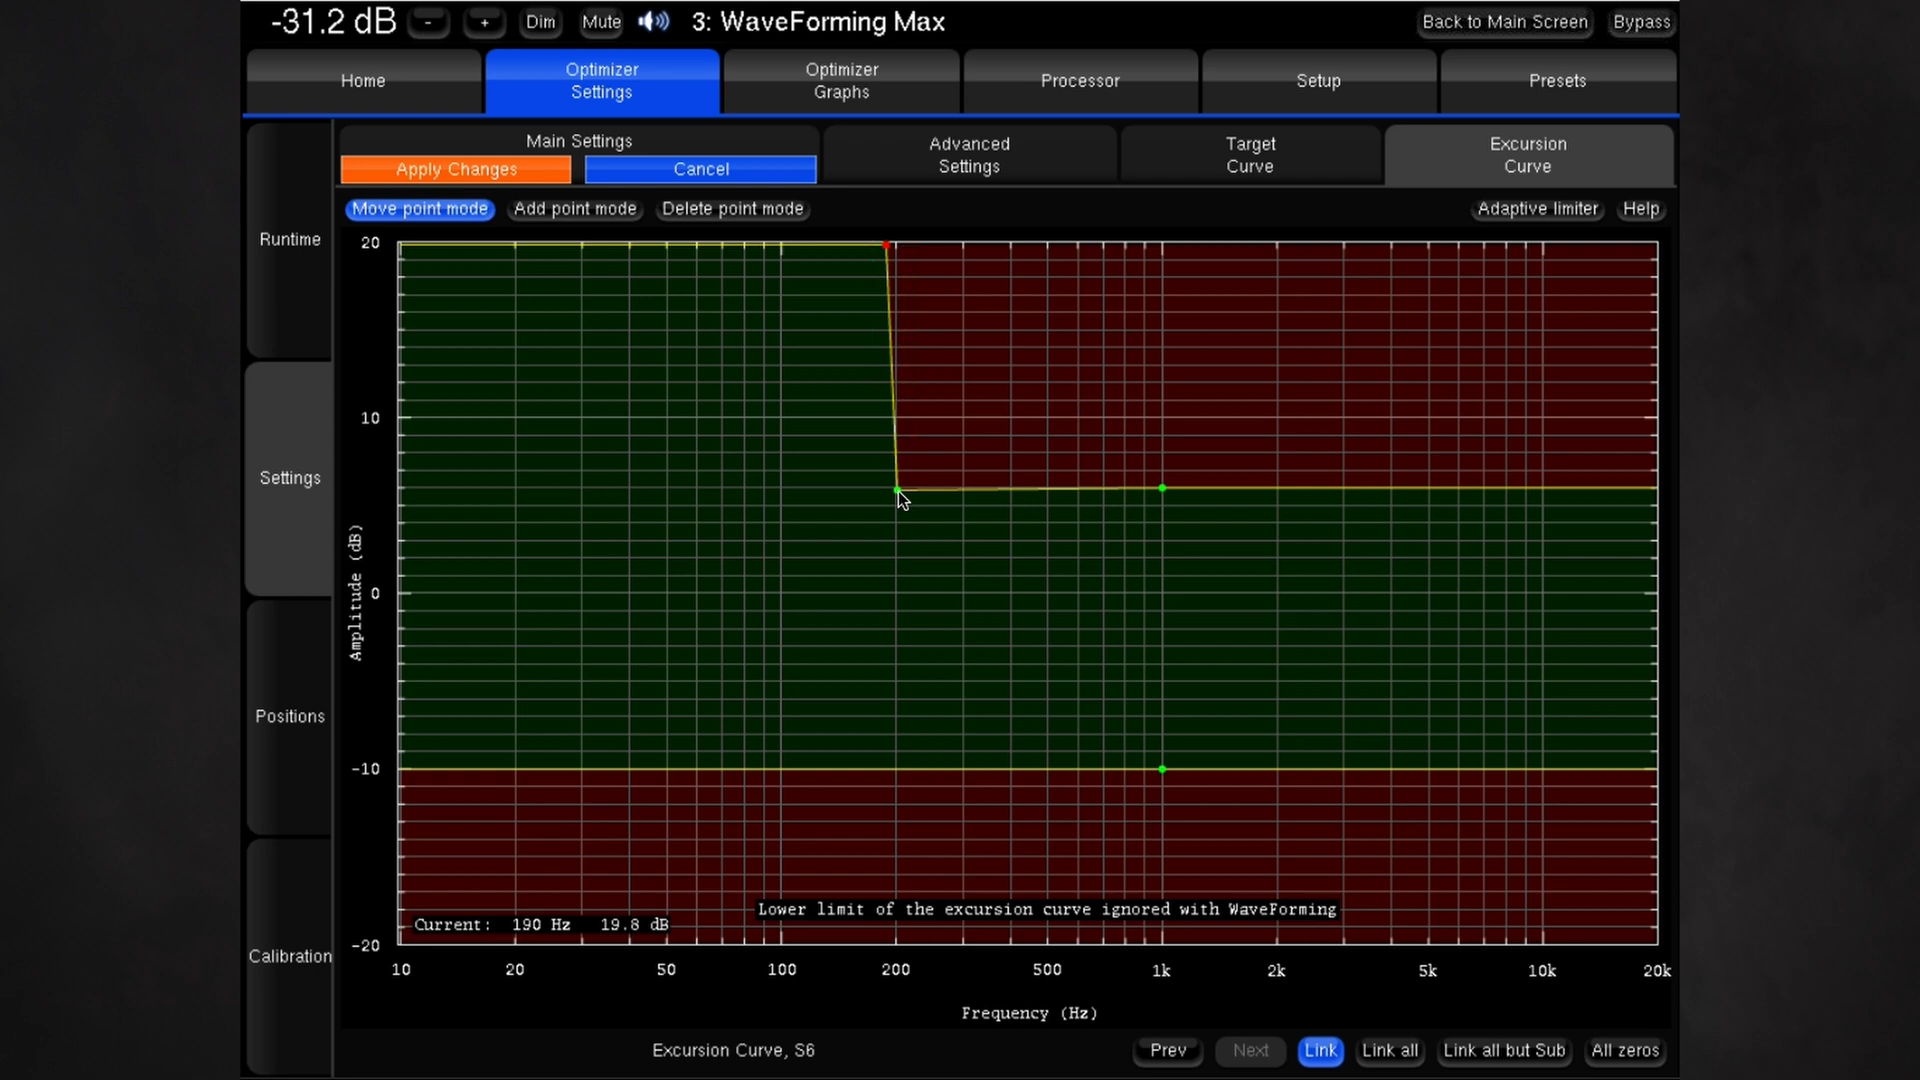 -31.2 dB - + Dim Mute 3: WaveForming Max Back to Main Screen Bypass
Home
Optimizer
Settings
Optimizer
Graphs
Processor
Setup
Presets
Main Settings
Apply Changes Cancel
Advanced
Settings
Target
Curve
Excursion
Curve
Move point mode Add point mode Delete point mode Adaptive limiter Help
Runtime
Settings
Positions
Calibration
20
10
0
-10
-20
Amplitude (dB)
Lower limit of the excursion curve ignored with WaveForming
Current: 190 Hz 19.8 dB
10 20 50 100 200 500 1k 2k 5k 10k 20k
Frequency (Hz)
Excursion Curve, S6 Prev Next Link Link all Link all but Sub All zeros